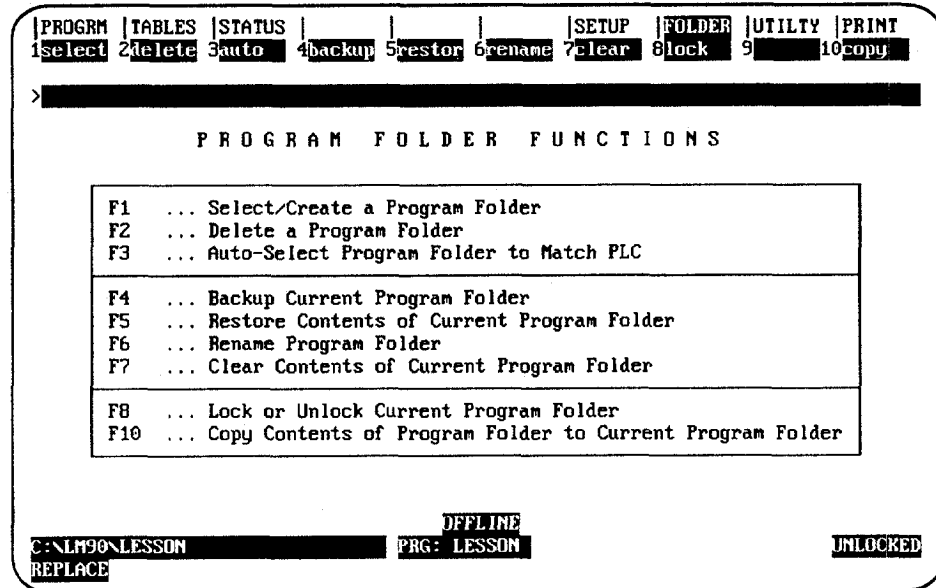 |PROGRM |TABLES |STATUS | | | |SETUP |FOLDER |UTILTY |PRINT
1select 2delete 3auto 4backup 5restor 6rename 7clear 8lock 9 10copy
>
PROGRAM FOLDER FUNCTIONS
F1 ... Select/Create a Program Folder
F2 ... Delete a Program Folder
F3 ... Auto-Select Program Folder to Match PLC
F4 ... Backup Current Program Folder
F5 ... Restore Contents of Current Program Folder
F6 ... Rename Program Folder
F7 ... Clear Contents of Current Program Folder
F8 ... Lock or Unlock Current Program Folder
F10 ... Copy Contents of Program Folder to Current Program Folder
OFFLINE
C:\LM90\LESSON PRG: LESSON UNLOCKED
REPLACE